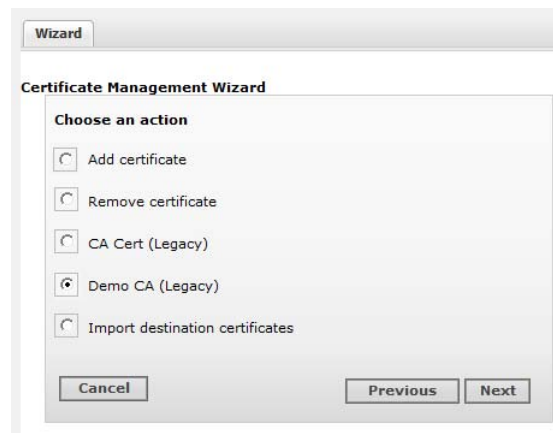 Wizard
Certificate Management Wizard
Choose an action
Add certificate
Remove certificate
CA Cert (Legacy)
Demo CA (Legacy)
Import destination certificates
Cancel Previous Next